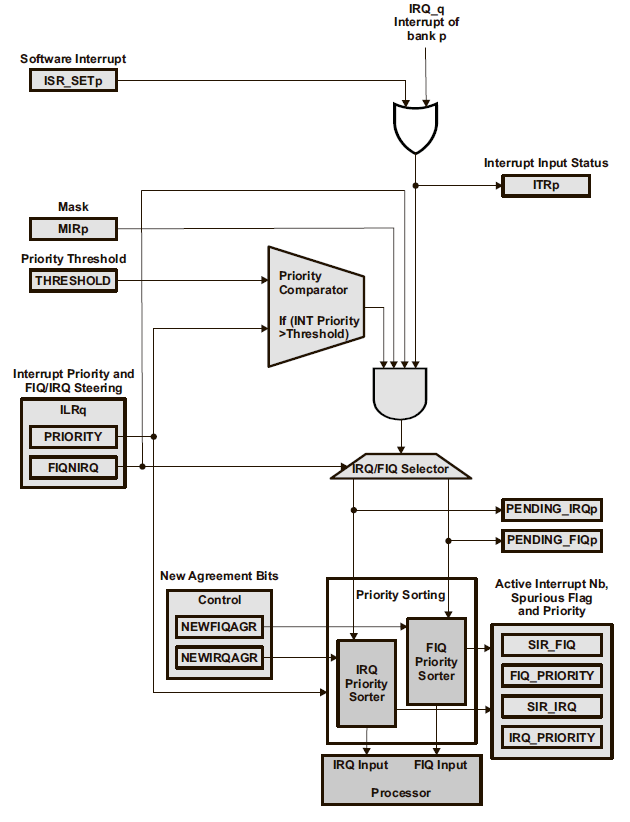 IRQ_q
Interrupt of
bank p
Software Interrupt
ISR_SETp
Interrupt Input Status
ITRp
Mask
MIRp
Priority Threshold
THRESHOLD
Priority
Comparator
If (INT Priority
>Threshold)
Interrupt Priority and
FIQ/IRQ Steering
ILRq
PRIORITY
FIQNIRQ
IRQ/FIQ Selector
PENDING_IRQp
PENDING_FIQp
New Agreement Bits
Control
NEWFIQAGR
NEWIRQAGR
Priority Sorting
IRQ
Priority
Sorter
FIQ
Priority
Sorter
Active Interrupt Nb,
Spurious Flag
and Priority
SIR_FIQ
FIQ_PRIORITY
SIR_IRQ
IRQ_PRIORITY
IRQ Input
FIQ Input
Processor